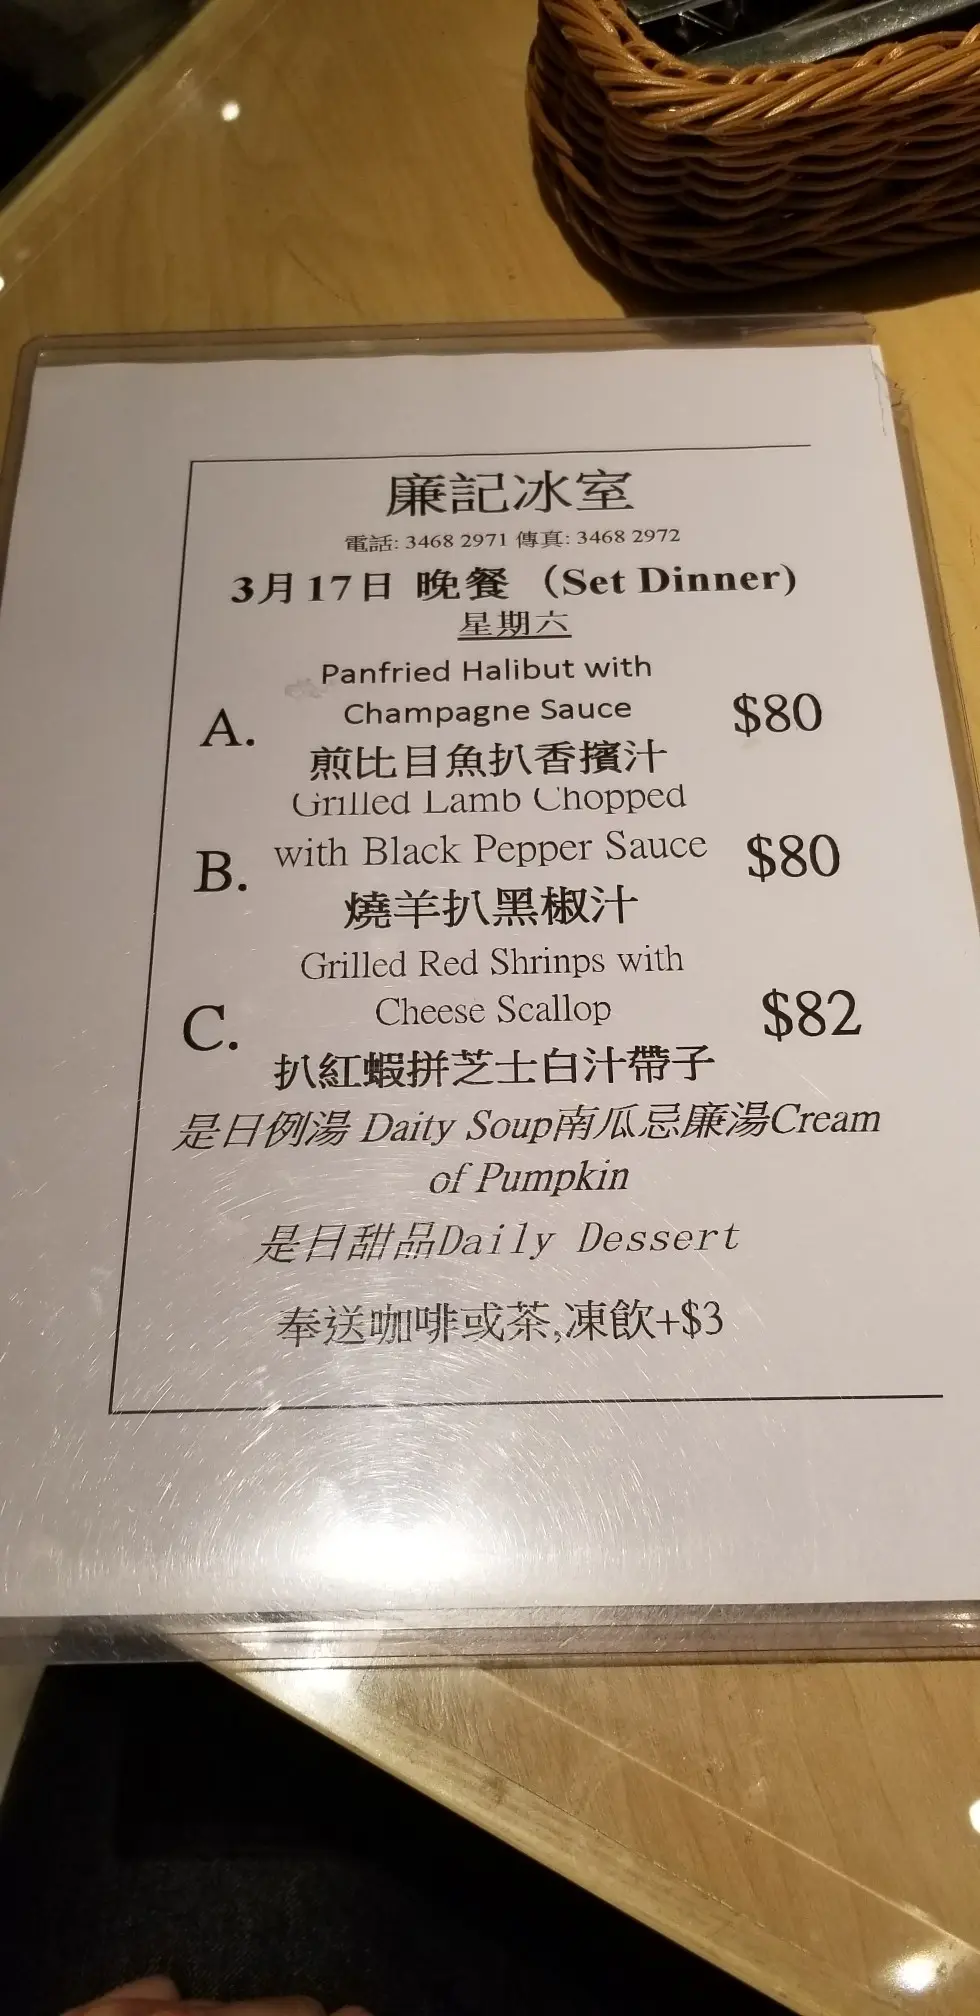 廉記冰室
電話: 3468 2971 傳真: 3468 2972
3月17日 晚餐 (Set Dinner)
星期六
Panfried Halibut with
A. Champagne Sauce $80
煎比目魚扒香擯汁
Grilled Lamb Chopped
B. with Black Pepper Sauce $80
燒羊扒黑椒汁
Grilled Red Shrinps with
C. Cheese Scallop $82
扒紅蝦拼芝士白汁帶子
是日例湯 Daity Soup南瓜忌廉湯Cream
of Pumpkin
是日甜品Daily Dessert
奉送咖啡或茶,凍飲+$3